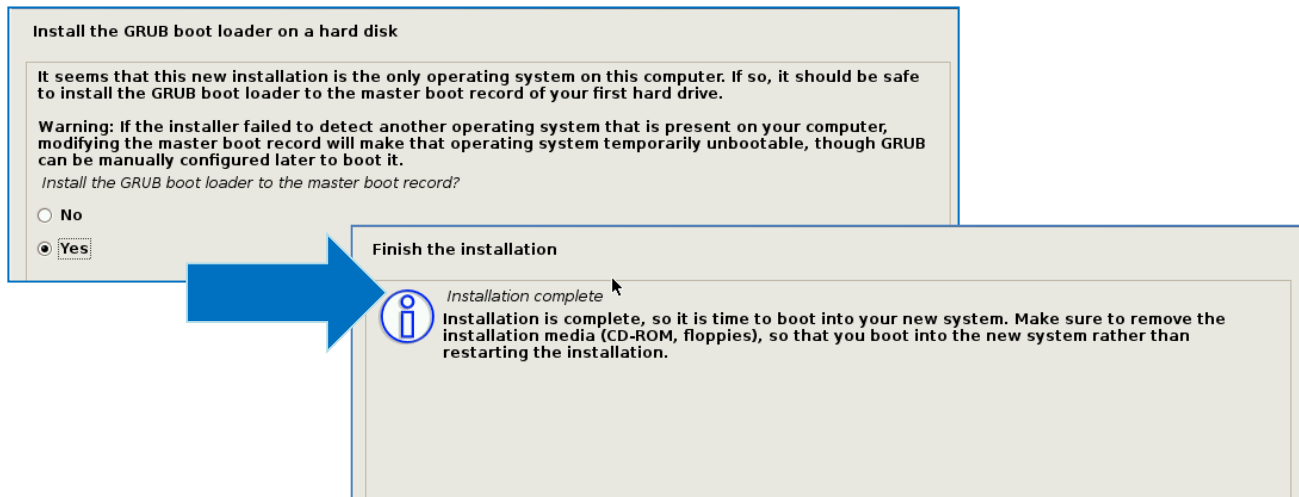 Install the GRUB boot loader on a hard disk
It seems that this new installation is the only operating system on this computer. If so, it should be safe
to install the GRUB boot loader to the master boot record of your first hard drive.
Warning: If the installer failed to detect another operating system that is present on your computer,
modifying the master boot record will make that operating system temporarily unbootable, though GRUB
can be manually configured later to boot it.
Install the GRUB boot loader to the master boot record?
No
Yes
Finish the installation
Installation complete
Installation is complete, so it is time to boot into your new system. Make sure to remove the
installation media (CD-ROM, floppies), so that you boot into the new system rather than
restarting the installation.